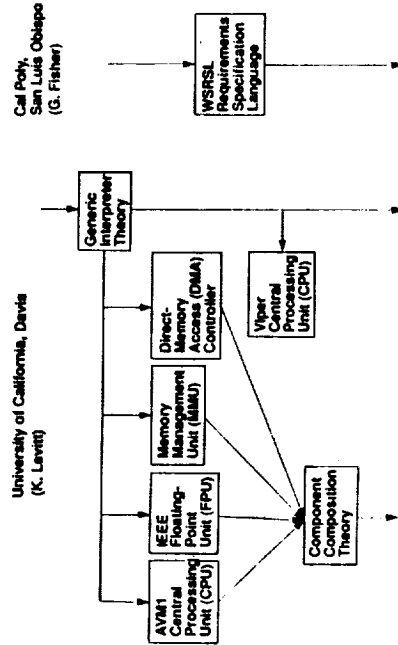 University of California, Davis
(K. Levitt)
Cal Poly,
San Luis Obispo
(G. Fisher)
Generic
Interpreter
Theory
WSRSL
Requirements
Specification
Language
AVM1
Central
Processing
Unit (CPU)
IEEE
Floating-
Point
Unit (FPU)
Memory
Management
Unit (MMU)
Direct-
Memory
Access (DMA)
Controller
Viper
Central
Processing
Unit (CPU)
Component
Composition
Theory